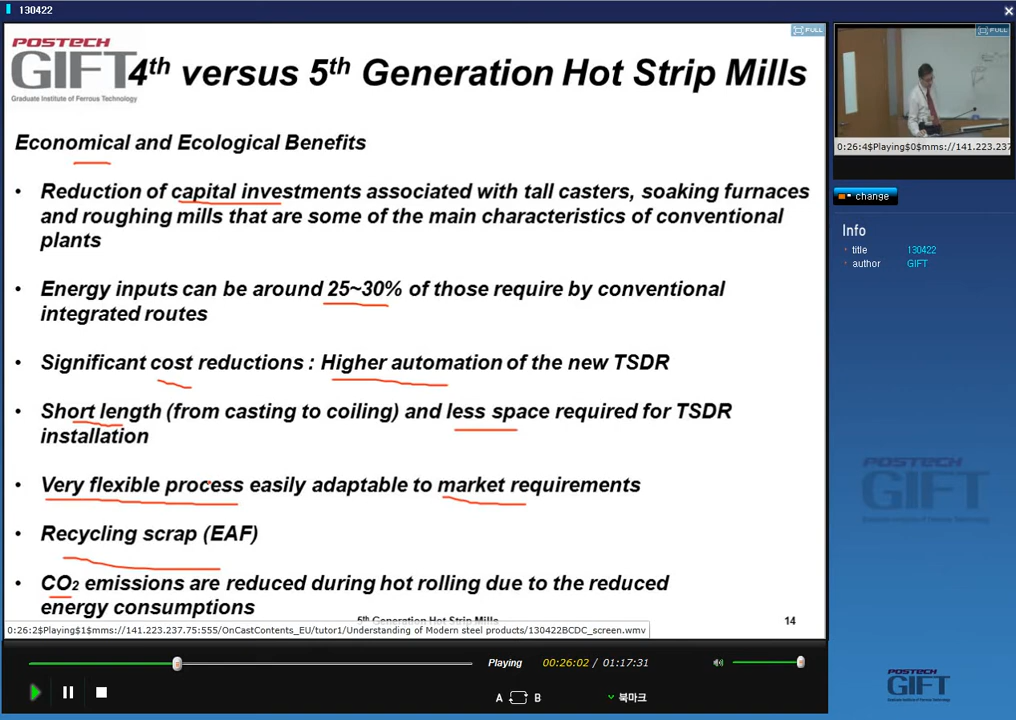 130422
POSTECH
GIFT
Graduate Institute of Ferrous Technology
4th versus 5th Generation Hot Strip Mills
FULL
Economical and Ecological Benefits
• Reduction of capital investments associated with tall casters, soaking furnaces
and roughing mills that are some of the main characteristics of conventional
plants
• Energy inputs can be around 25~30% of those require by conventional
integrated routes
• Significant cost reductions : Higher automation of the new TSDR
• Short length (from casting to coiling) and less space required for TSDR
installation
• Very flexible process easily adaptable to market requirements
• Recycling scrap (EAF)
• CO2 emissions are reduced during hot rolling due to the reduced
energy consumptions
5th Generation Hot Strip Mills
14
0:26:2$Playing$1$mms://141.223.237.75:555/OnCastContents_EU/tutor1/Understanding of Modern steel products/130422BCDC_screen.wmv
FULL
0:26:4$Playing$0$mms://141.223.237
change
Info
title 130422
author GIFT
POSTECH
GIFT
Playing
00:26:02 / 01:17:31
A B
북마크
POSTECH
GIFT